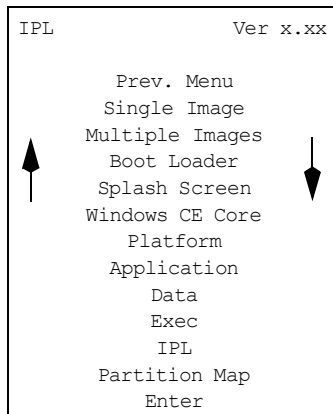 IPL Ver x.xx
Prev. Menu
Single Image
Multiple Images
Boot Loader
Splash Screen
Windows CE Core
Platform
Application
Data
Exec
IPL
Partition Map
Enter